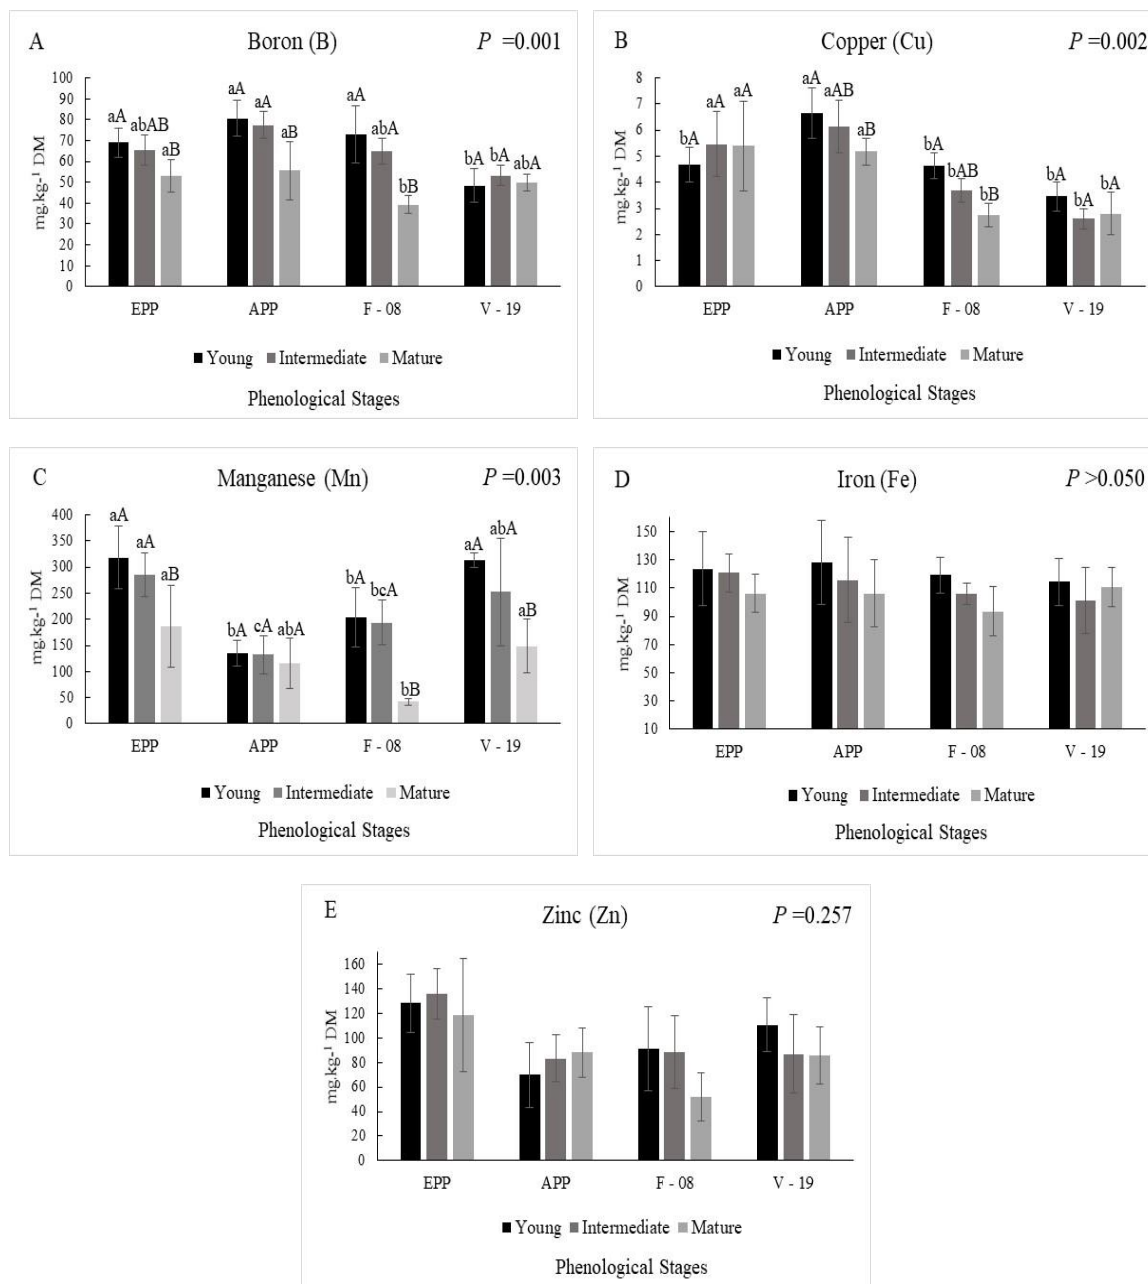 A Boron (B) P =0.001
mg.kg-¹ DM
100
90
80
70
60
50
40
30
20
10
0
aA abAB aB aA aA aB aA abA bB bA bA abA
EPP APP F - 08 V - 19
Young Intermediate Mature
Phenological Stages
B Copper (Cu) P =0.002
mg.kg-¹ DM
8
7
6
5
4
3
2
1
0
bA aA aA aA aAB aB bA bAB bB bA bA bA
EPP APP F - 08 V - 19
Young Intermediate Mature
Phenological Stages
C Manganese (Mn) P =0.003
mg.kg-¹ DM
400
350
300
250
200
150
100
50
0
aA aA aB bA cA abA bA bcA bB aA abA aB
EPP APP F - 08 V - 19
Young Intermediate Mature
Phenological Stages
D Iron (Fe) P >0.050
mg.kg-¹ DM
150
130
110
90
70
50
30
10
EPP APP F - 08 V - 19
Young Intermediate Mature
Phenological Stages
E Zinc (Zn) P =0.257
mg.kg-¹ DM
160
140
120
100
80
60
40
20
0
EPP APP F - 08 V - 19
Young Intermediate Mature
Phenological Stages